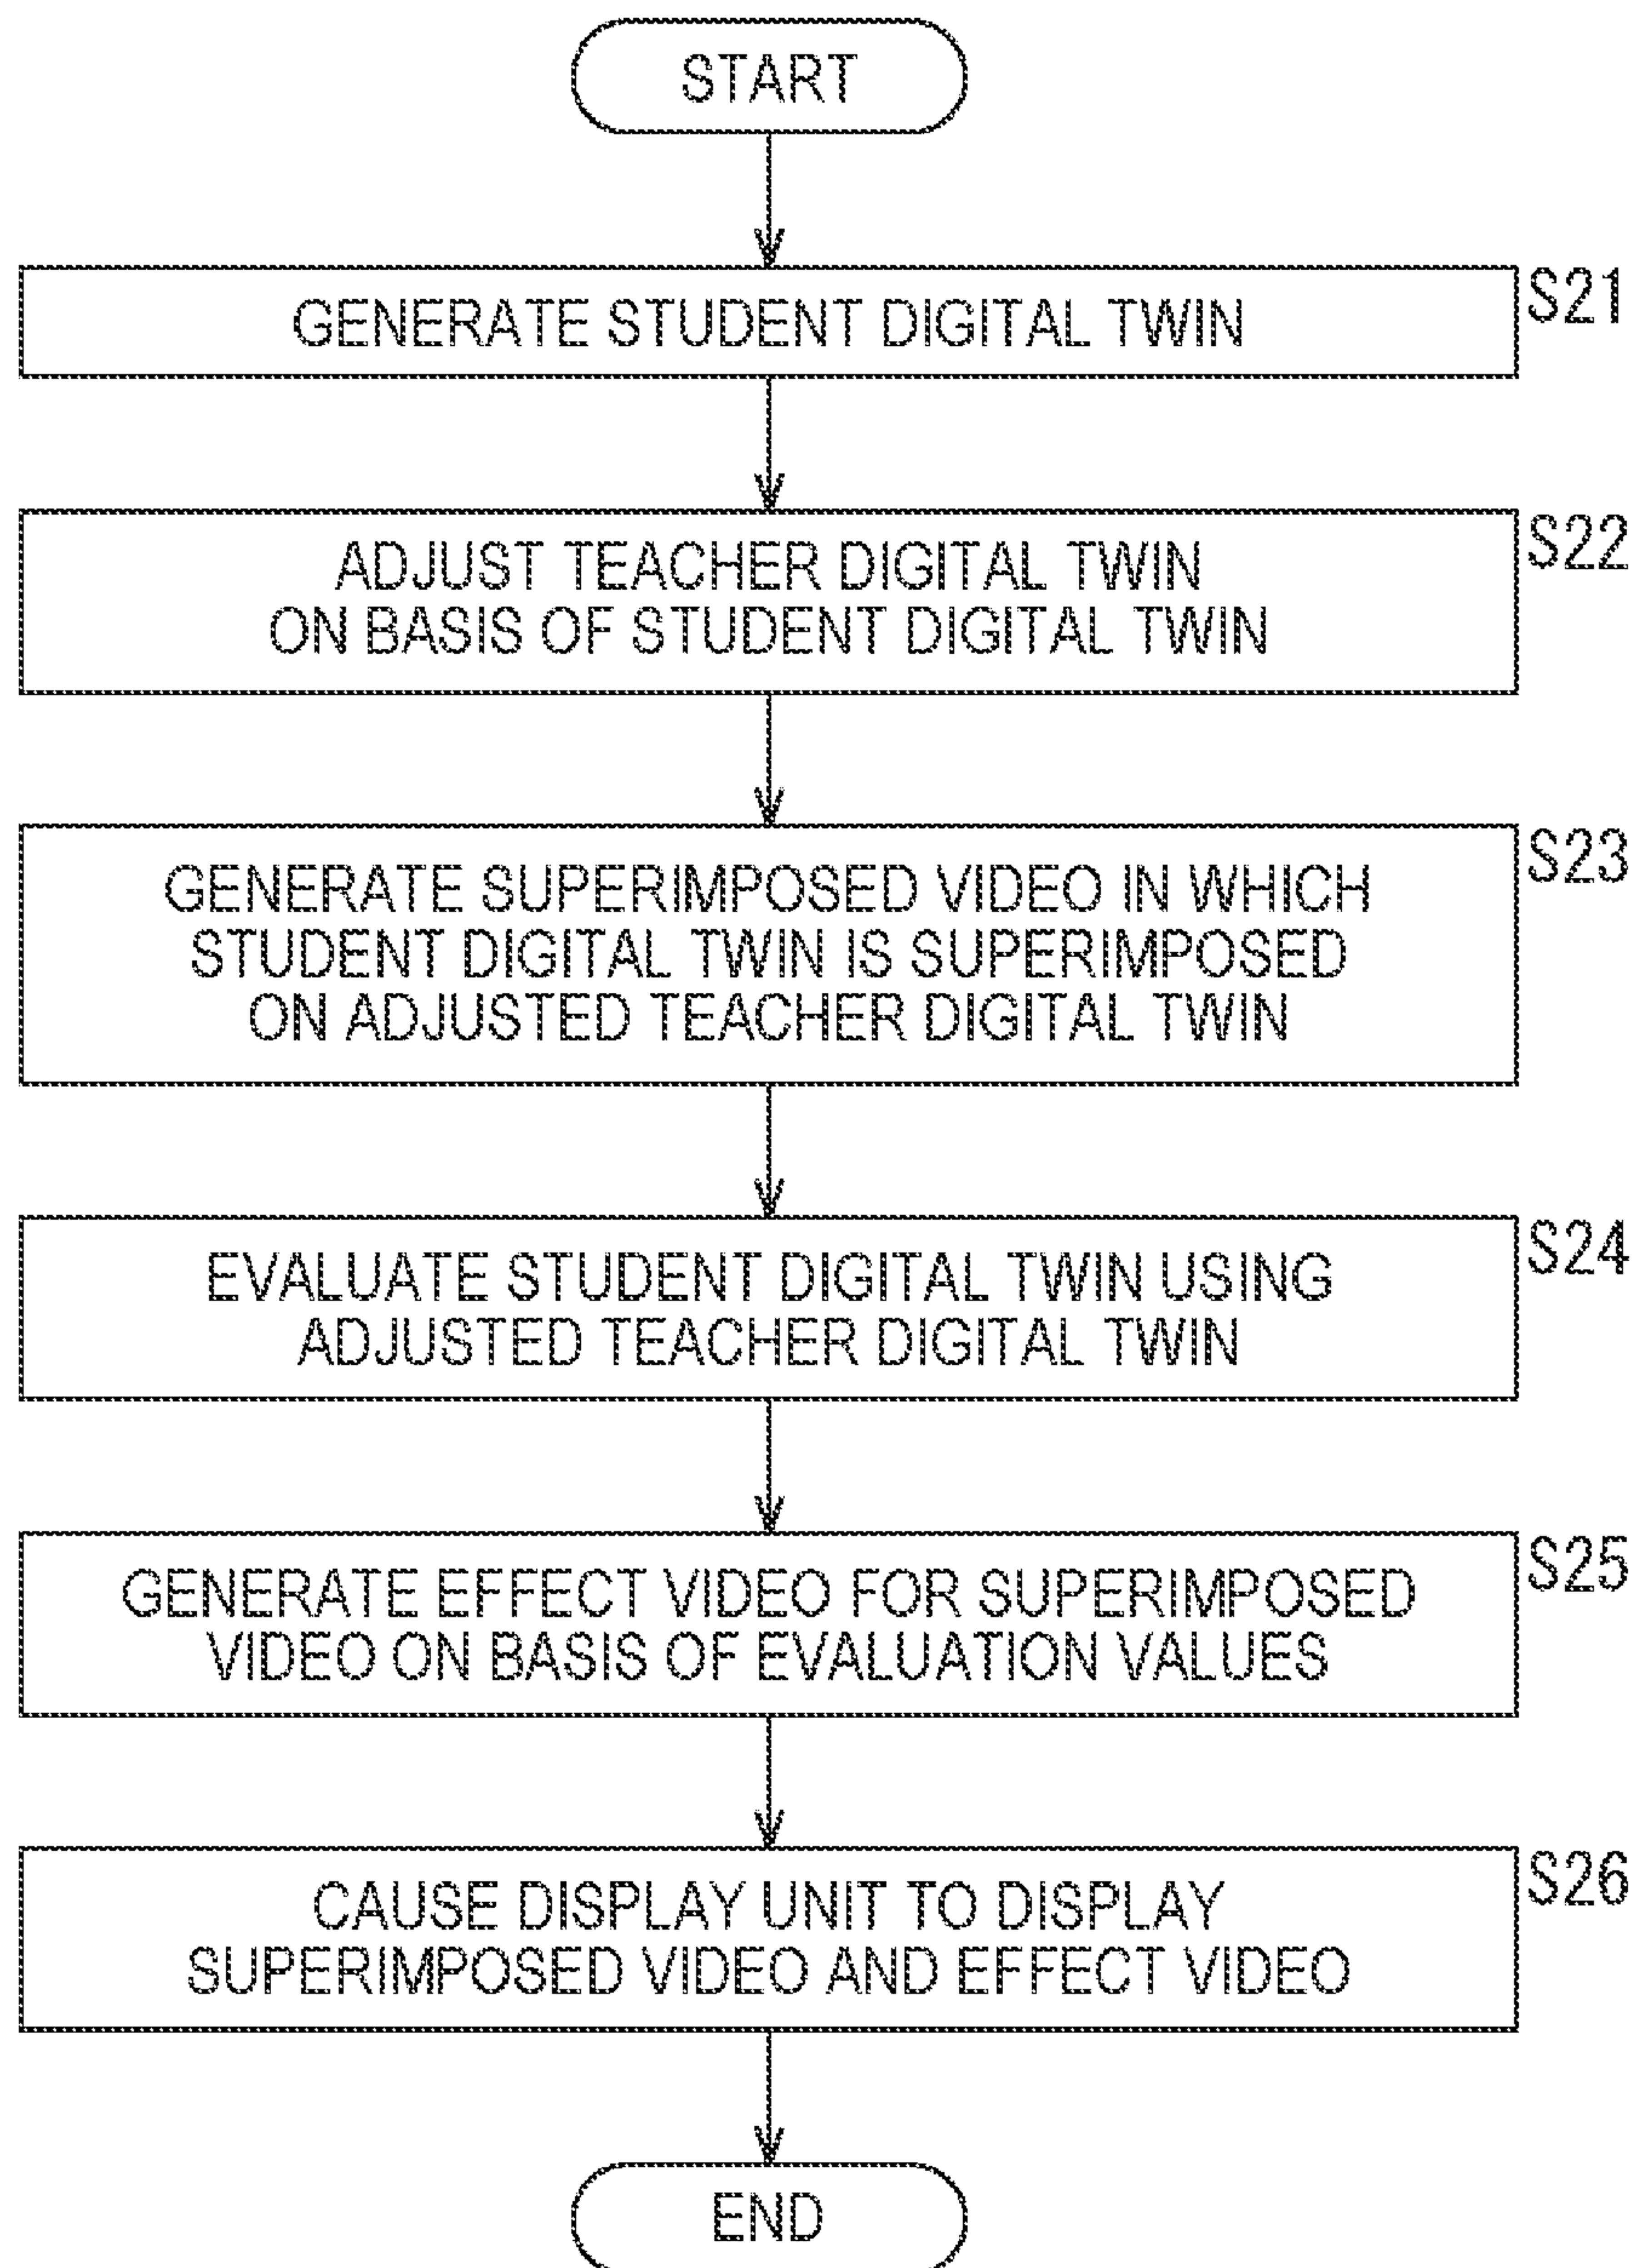 START
GENERATE STUDENT DIGITAL TWIN
S21
ADJUST TEACHER DIGITAL TWIN
ON BASIS OF STUDENT DIGITAL TWIN
S22
GENERATE SUPERIMPOSED VIDEO IN WHICH
STUDENT DIGITAL TWIN IS SUPERIMPOSED
ON ADJUSTED TEACHER DIGITAL TWIN
S23
EVALUATE STUDENT DIGITAL TWIN USING
ADJUSTED TEACHER DIGITAL TWIN
S24
GENERATE EFFECT VIDEO FOR SUPERIMPOSED
VIDEO ON BASIS OF EVALUATION VALUES
S25
CAUSE DISPLAY UNIT TO DISPLAY
SUPERIMPOSED VIDEO AND EFFECT VIDEO
S26
END